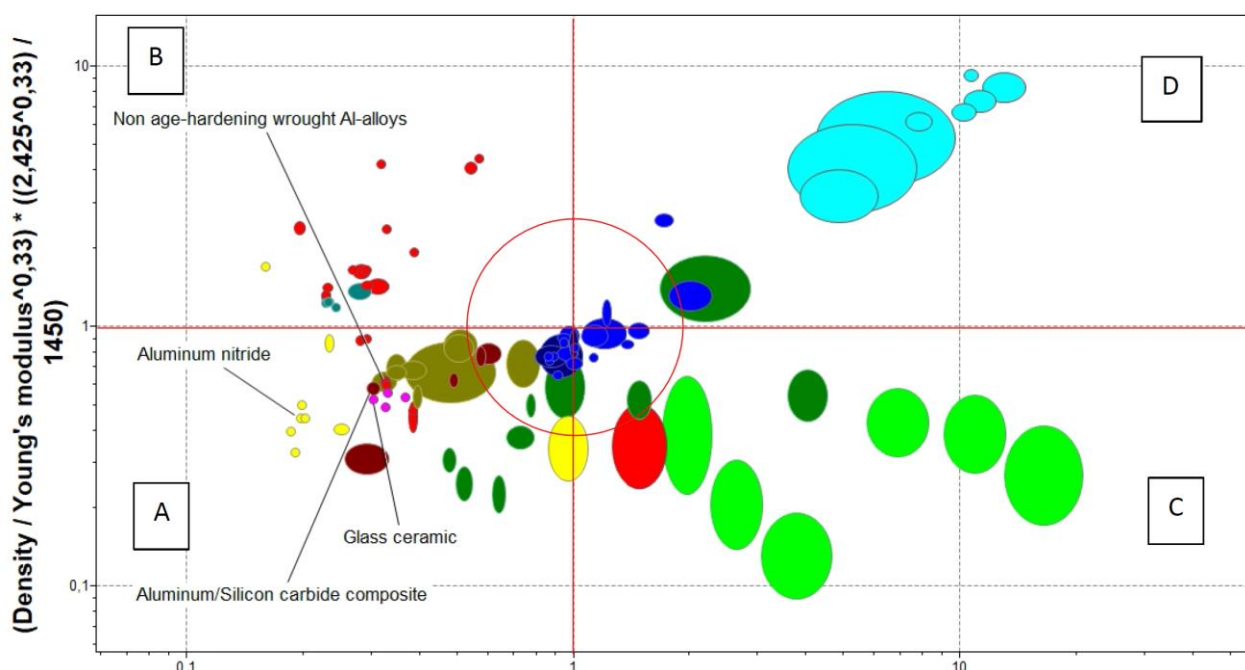 (Density / Young's modulus^0,33) * ((2,425^0,33) /
1450)
B
D
10
Non age-hardening wrought Al-alloys
1
Aluminum nitride
A
C
Glass ceramic
0,1
Aluminum/Silicon carbide composite
0,1
1
10